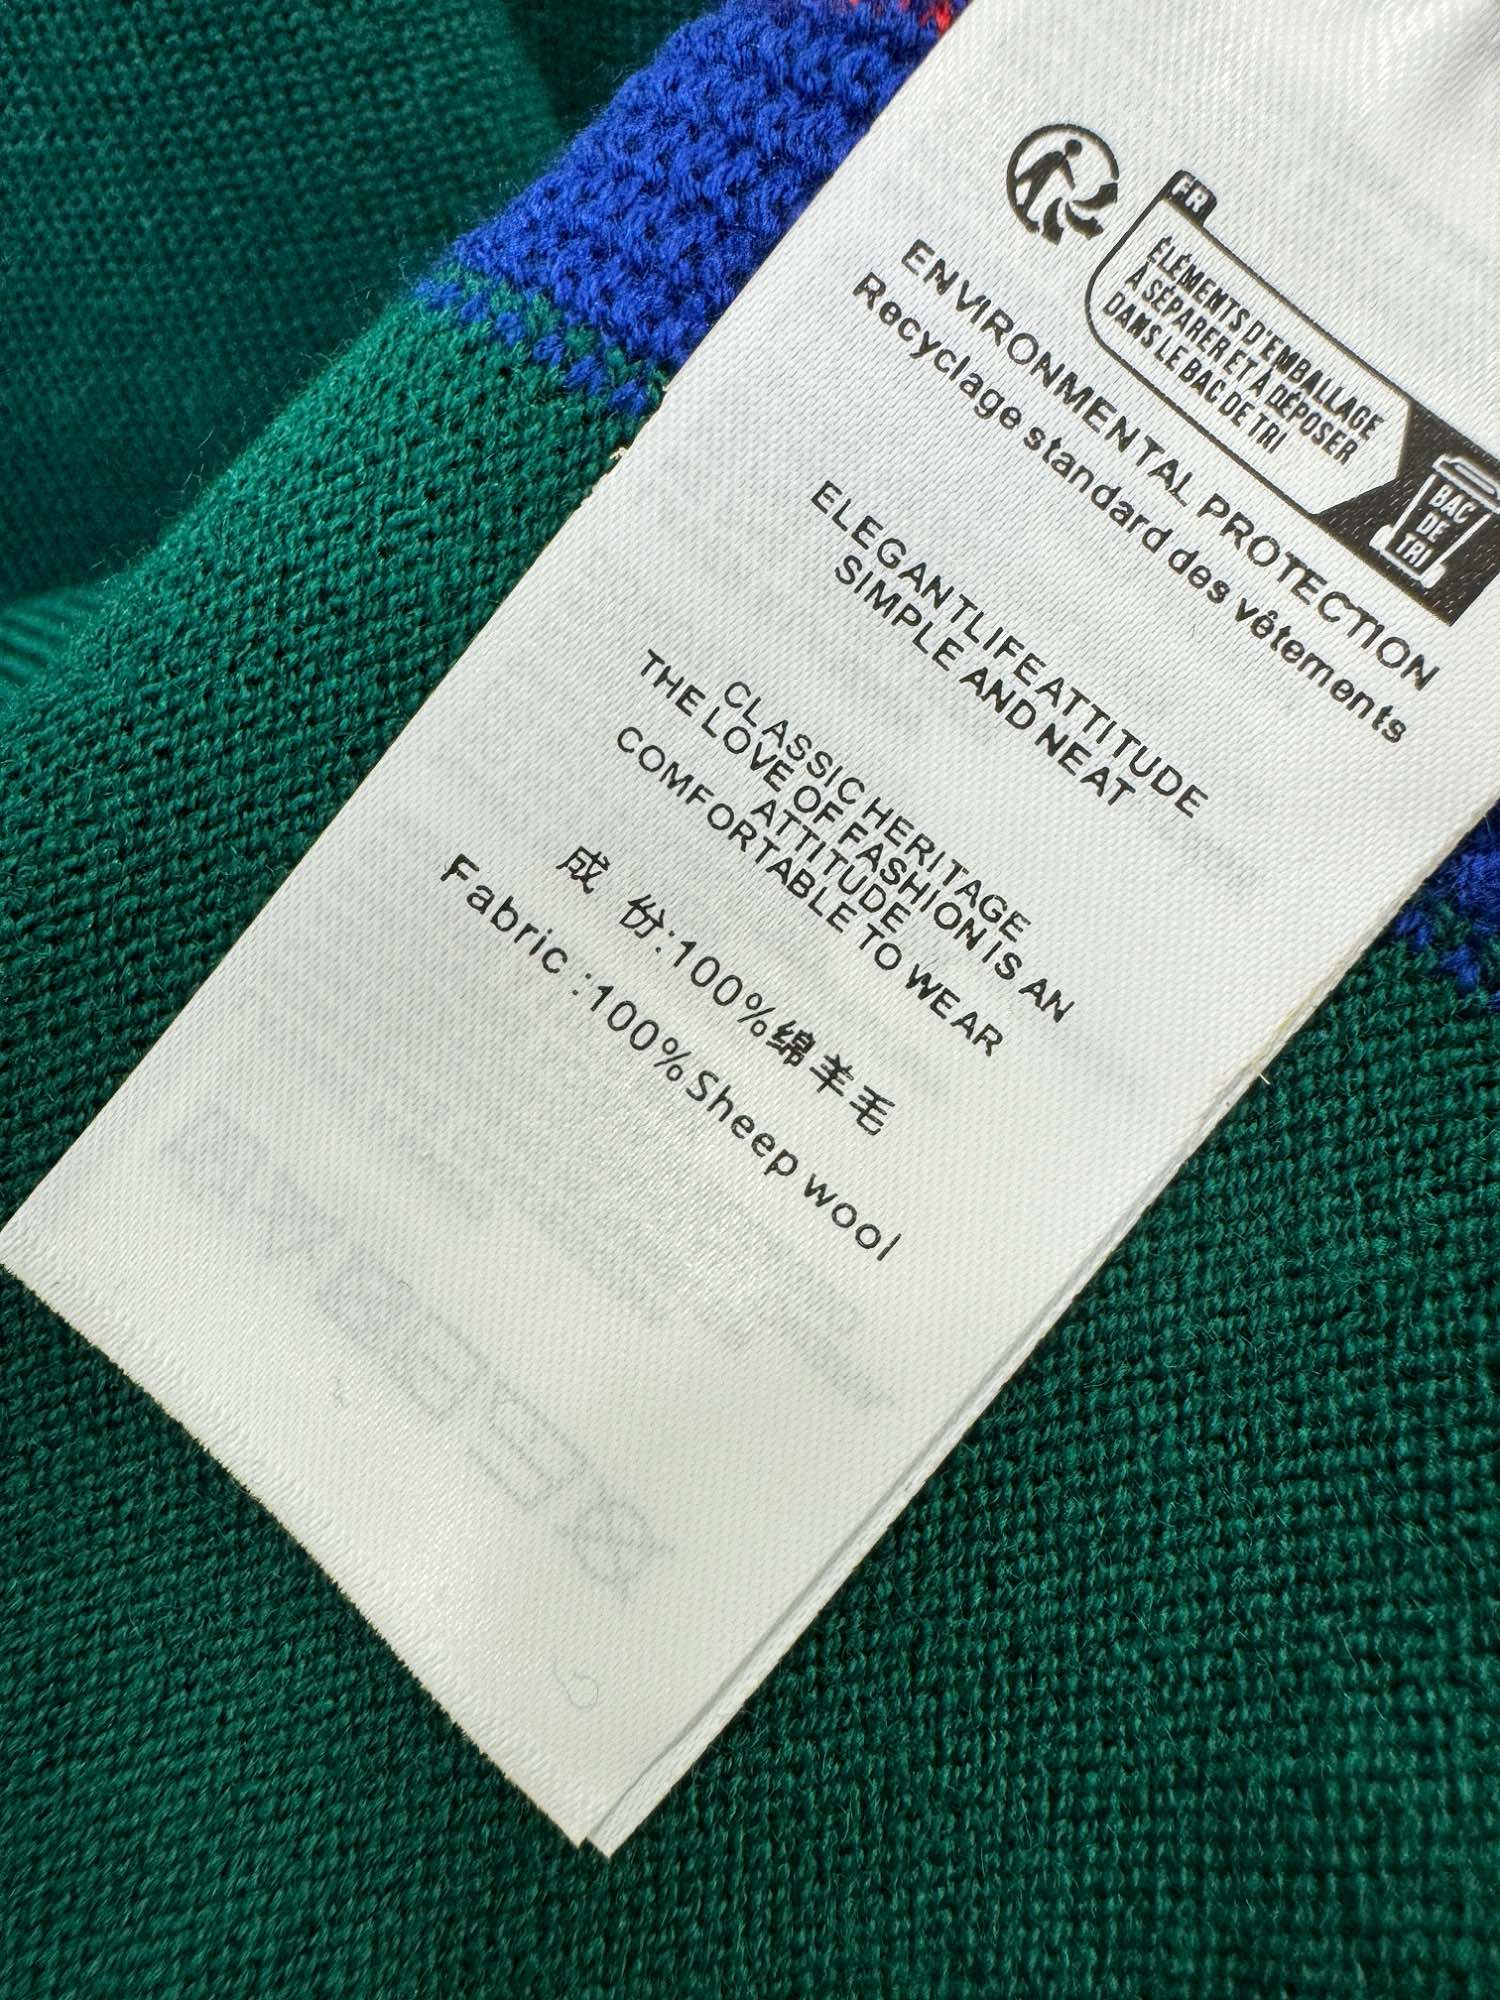 FR
ÉLÉMENTS D'EMBALLAGE
À SÉPARER ET À DÉPOSER
DANS LE BAC DE TRI
BAC
DE
TRI
ENVIRONMENTAL PROTECTION
Recyclage standard des vêtements
ELEGANTLIFE ATTITUDE
SIMPLE AND NEAT
CLASSIC HERITAGE
THE LOVE OF FASHION IS AN
ATTITUDE
COMFORTABLE TO WEAR
成 份:100%绵羊毛
Fabric :100%Sheep wool